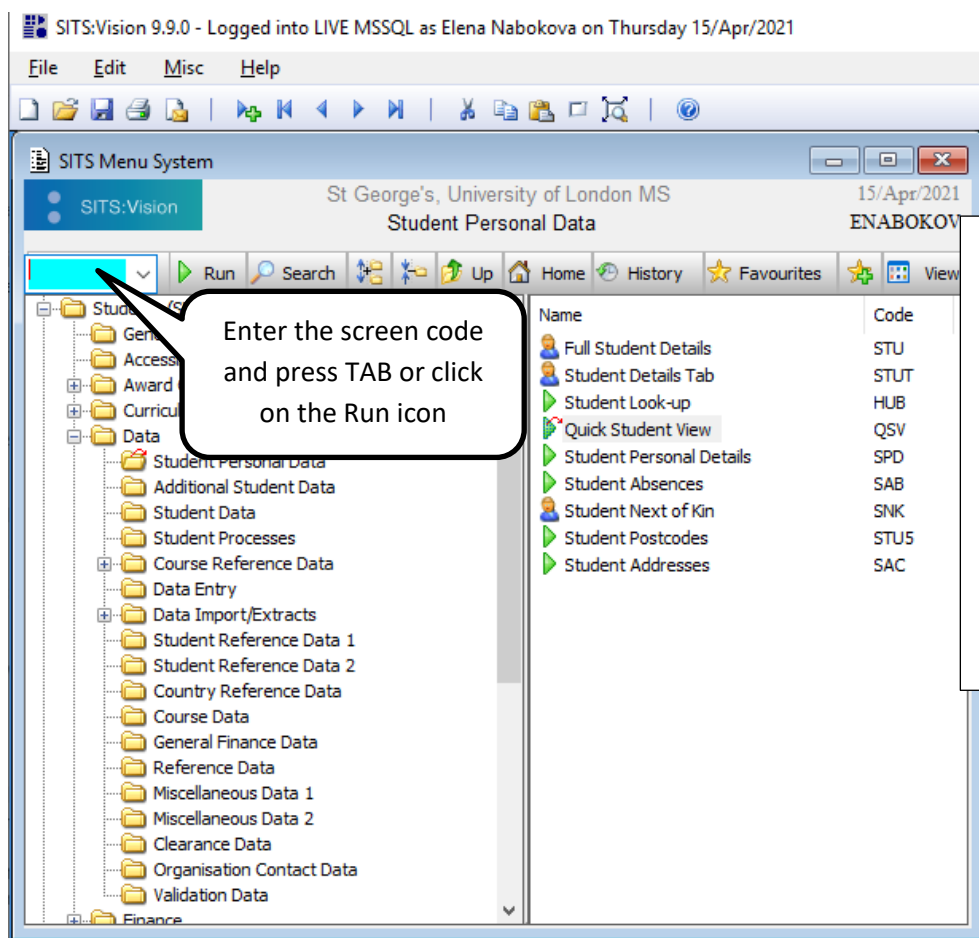 SITS:Vision 9.9.0 - Logged into LIVE MSSQL as Elena Nabokova on Thursday 15/Apr/2021
File Edit Misc Help
SITS Menu System
SITS:Vision
St George's, University of London MS
15/Apr/2021
Student Personal Data
ENABOKOV
Run Search Up Home History Favourites View
Enter the screen code
and press TAB or click
on the Run icon
Data
Student Personal Data
Additional Student Data
Student Data
Student Processes
Course Reference Data
Data Entry
Data Import/Extracts
Student Reference Data 1
Student Reference Data 2
Country Reference Data
Course Data
General Finance Data
Reference Data
Miscellaneous Data 1
Miscellaneous Data 2
Clearance Data
Organisation Contact Data
Validation Data
Finance
Name Code
Full Student Details STU
Student Details Tab STUT
Student Look-up HUB
Quick Student View QSV
Student Personal Details SPD
Student Absences SAB
Student Next of Kin SNK
Student Postcodes STU5
Student Addresses SAC